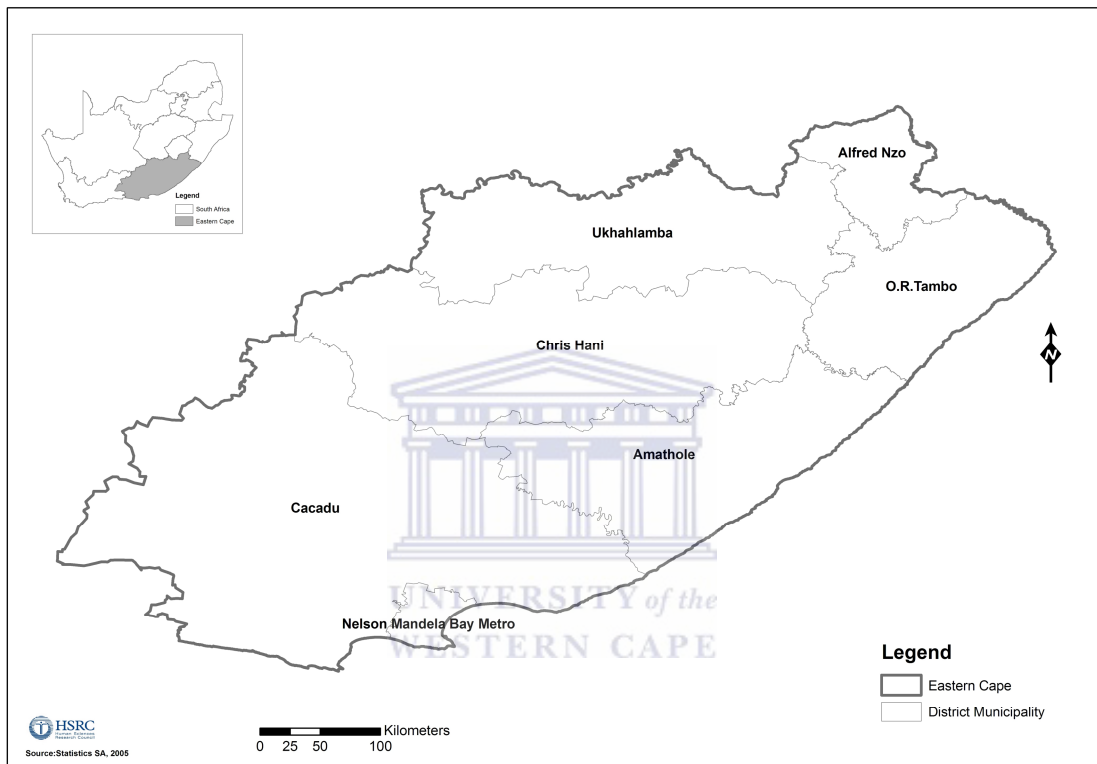 Legend
South Africa
Eastern Cape
Alfred Nzo
Ukhahlamba
O.R.Tambo
N
Chris Hani
Amathole
Cacadu
UNIVERSITY of the
Nelson Mandela Bay Metro
WESTERN CAPE
Legend
Eastern Cape
District Municipality
HSRC
Human Sciences
Research Council
Source:Statistics SA, 2005
Kilometers
0 25 50 100